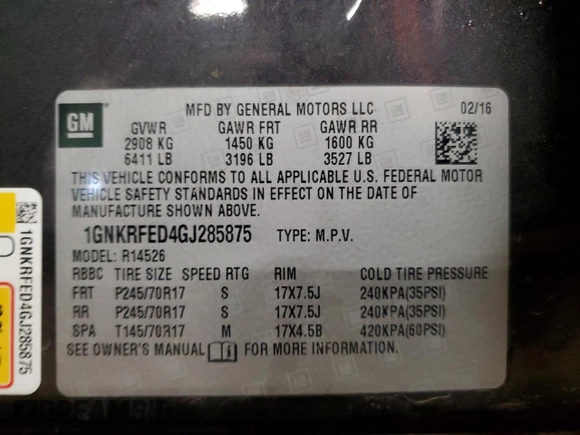 GM
MFD BY GENERAL MOTORS LLC 02/16
GVWR GAWR FRT GAWR RR
2908 KG 1450 KG 1600 KG
6411 LB 3196 LB 3527 LB
THIS VEHICLE CONFORMS TO ALL APPLICABLE U.S. FEDERAL MOTOR
VEHICLE SAFETY STANDARDS IN EFFECT ON THE DATE OF
MANUFACTURE SHOWN ABOVE.
1GNKRFED4GJ285875 TYPE: M.P.V.
MODEL: R14526
RBBC TIRE SIZE SPEED RTG RIM COLD TIRE PRESSURE
FRT P245/70R17 S 17X7.5J 240KPA(35PSI)
RR P245/70R17 S 17X7.5J 240KPA(35PSI)
SPA T145/70R17 M 17X4.5B 420KPA(60PSI)
SEE OWNER'S MANUAL FOR MORE INFORMATION.
1GNKRFED4GJ285875